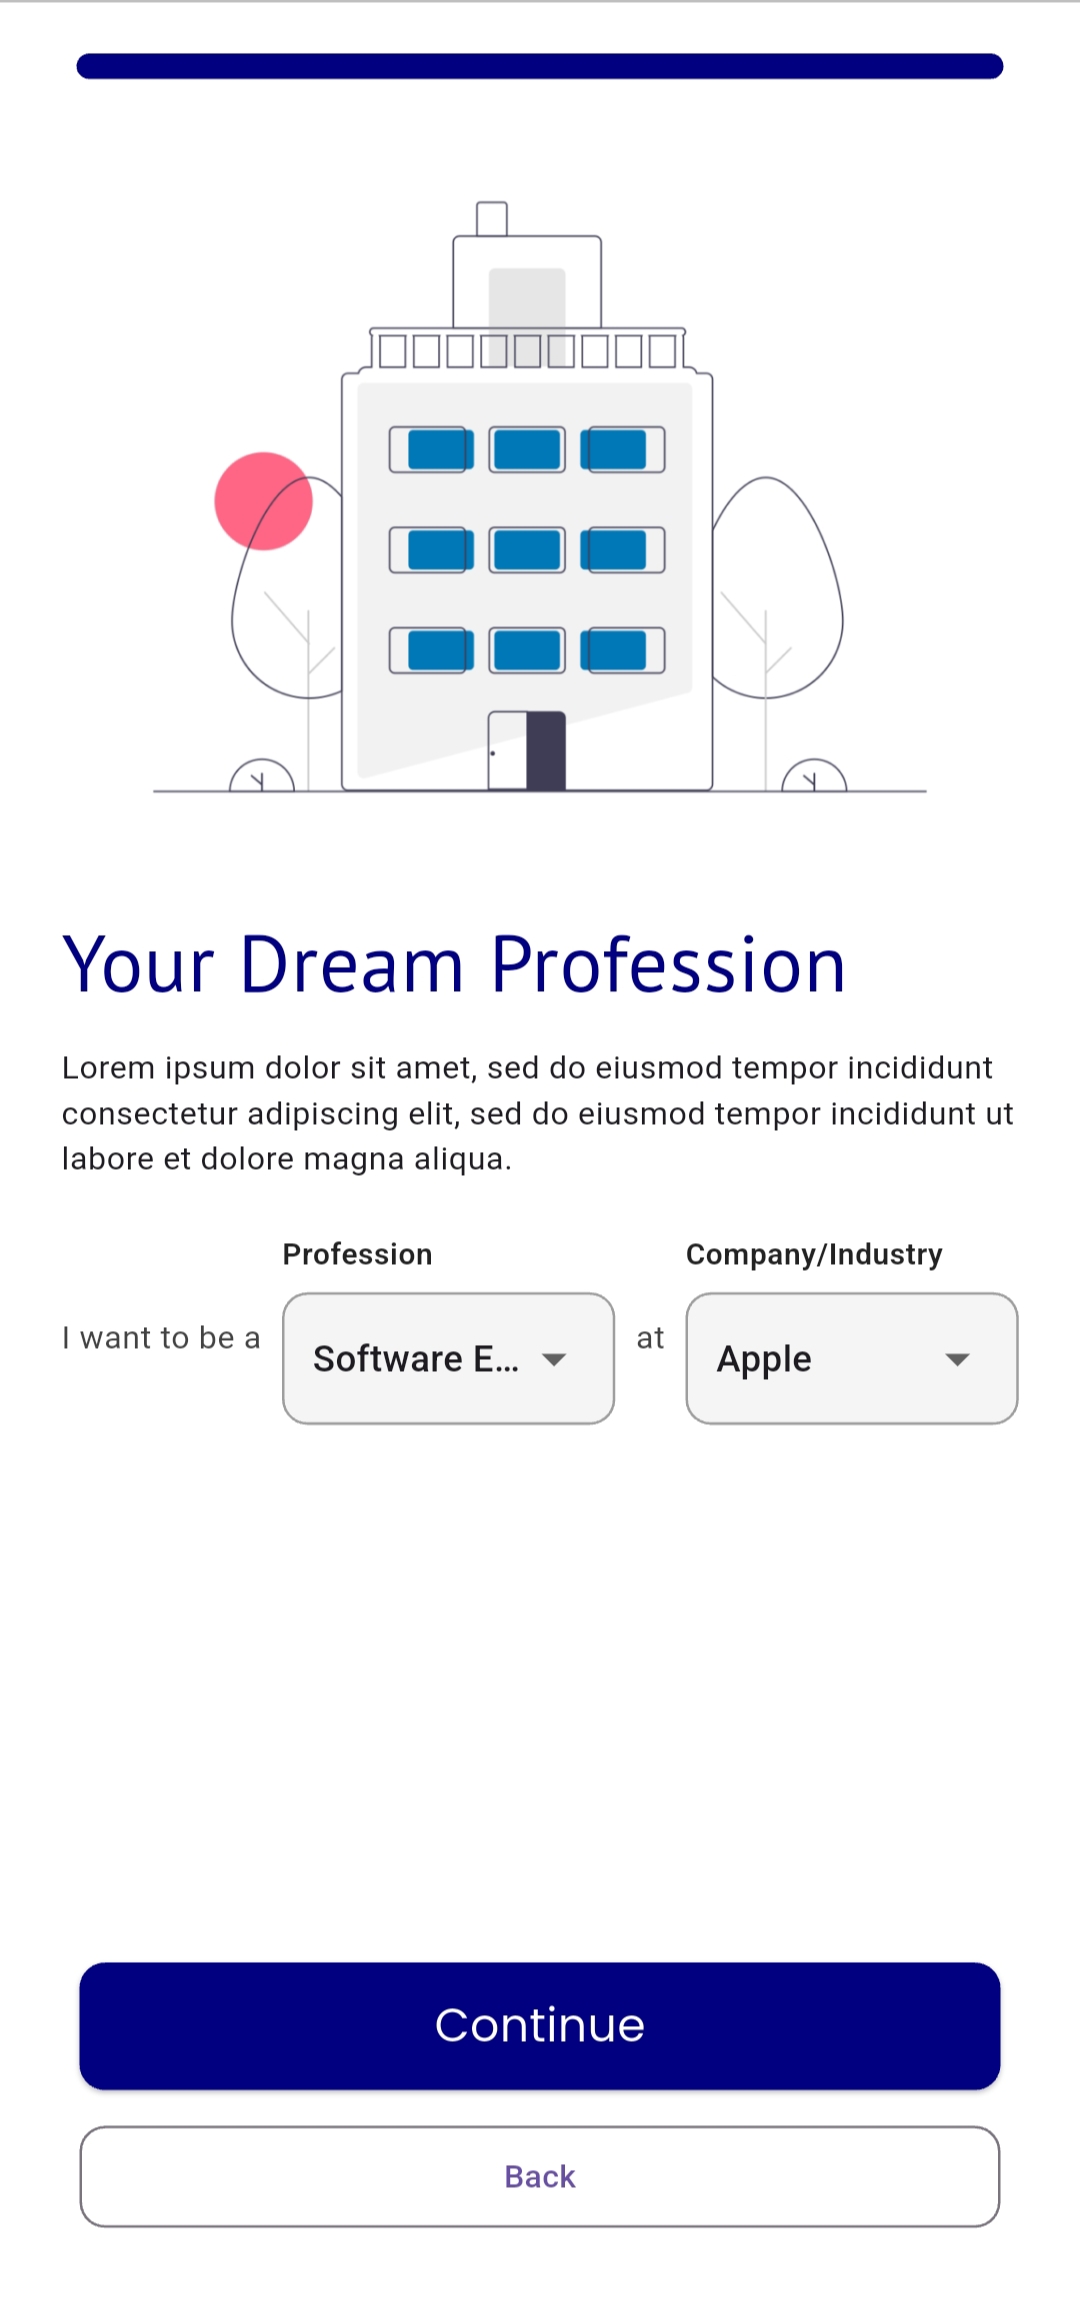 Your Dream Profession
Lorem ipsum dolor sit amet, sed do eiusmod tempor incididunt
consectetur adipiscing elit, sed do eiusmod tempor incididunt ut
labore et dolore magna aliqua.
Profession
Company/Industry
I want to be a
Software E...
at
Apple
Continue
Back